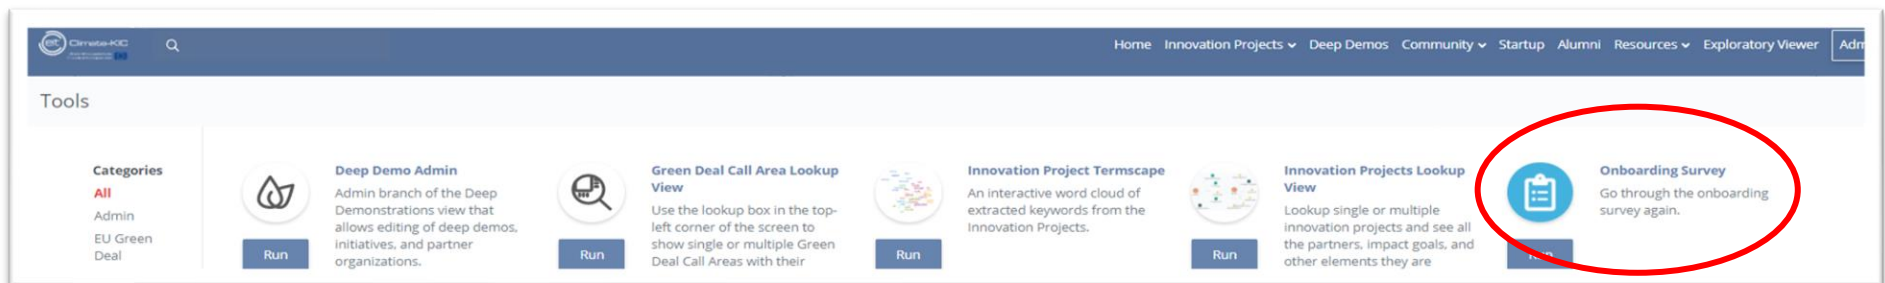 Climate-KIC
Home Innovation Projects Deep Demos Community Startup Alumni Resources Exploratory Viewer Adm
Tools
Categories
All
Admin
EU Green
Deal
Deep Demo Admin
Admin branch of the Deep
Demonstrations view that
allows editing of deep demos,
initiatives, and partner
organizations.
Run
Green Deal Call Area Lookup
View
Use the lookup box in the top-
left corner of the screen to
show single or multiple Green
Deal Call Areas with their
Run
Innovation Project Termscape
An interactive word cloud of
extracted keywords from the
Innovation Projects.
Run
Innovation Projects Lookup
View
Lookup single or multiple
innovation projects and see all
the partners, impact goals, and
other elements they are
Run
Onboarding Survey
Go through the onboarding
survey again.
Run